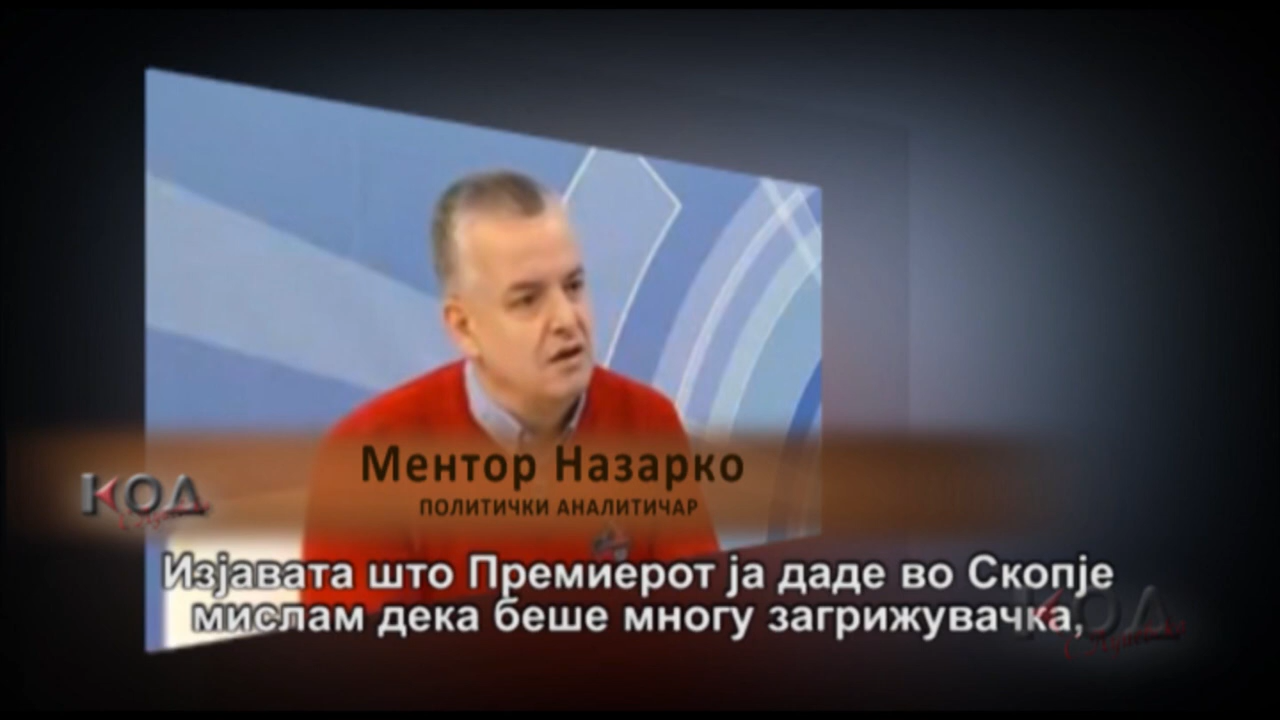 Ментор Назарко
ПОЛИТИЧКИ АНАЛИТИЧАР
КОД
Изјавата што Премиерот ја даде во Скопје
мислам дека беше многу загрижувачка,
КОД